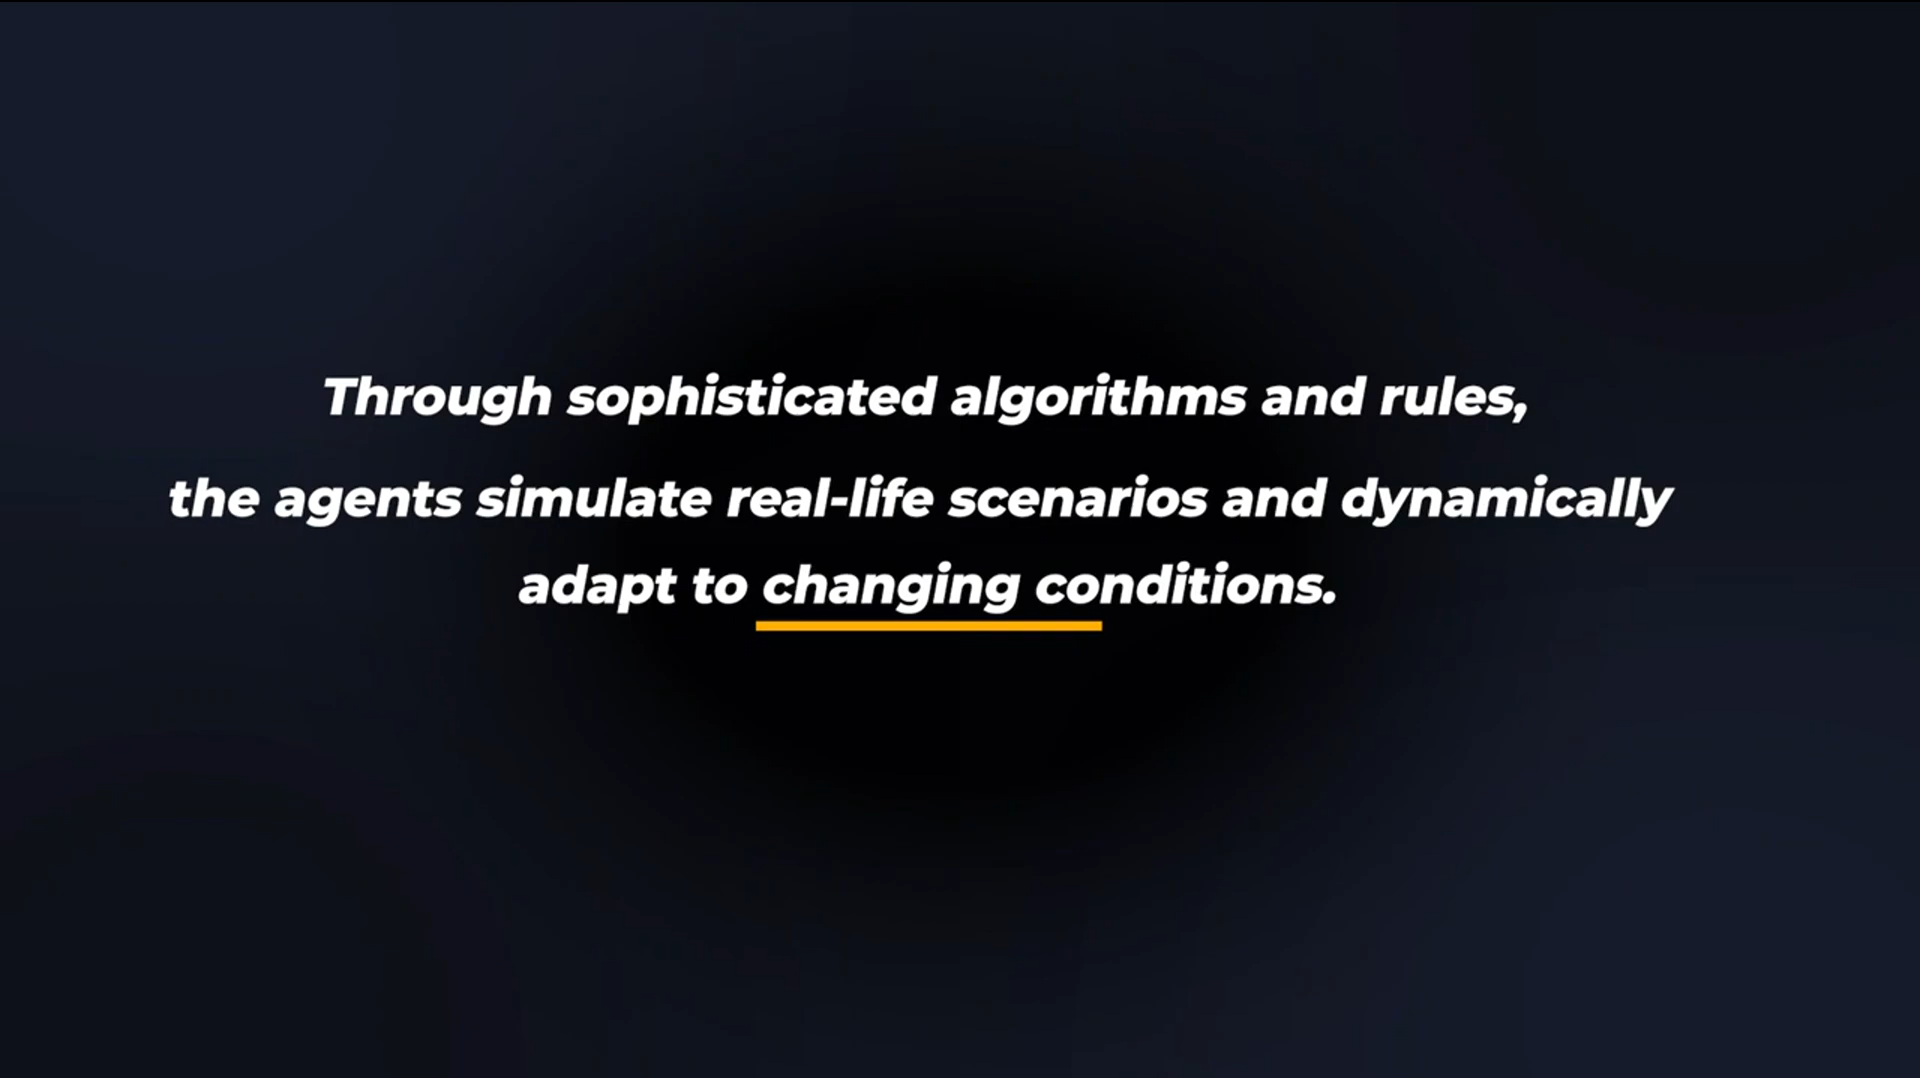 Through sophisticated algorithms and rules,
the agents simulate real-life scenarios and dynamically
adapt to changing conditions.